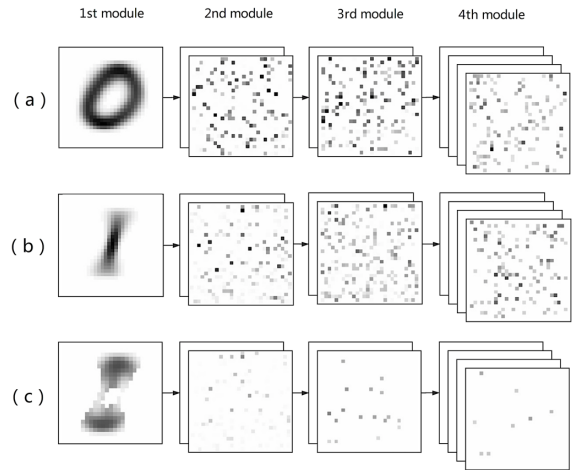 1st module 2nd module 3rd module 4th module
( a )
( b )
( c )